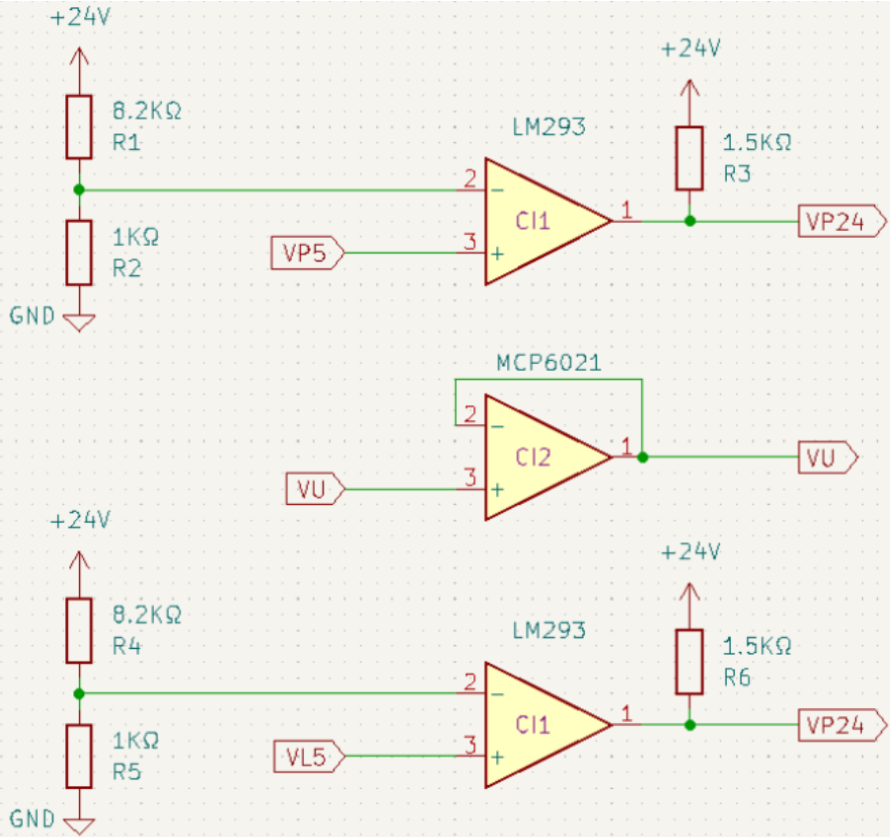 +24V
+24V
8.2KΩ
R1
LM293
1.5KΩ
R3
2
−
CI1
1
VP24
1KΩ
R2
VP5
3
+
GND
MCP6021
2
−
CI2
1
VU
VU
3
+
+24V
+24V
8.2KΩ
R4
LM293
1.5KΩ
R6
2
−
CI1
1
VP24
1KΩ
R5
VL5
3
+
GND